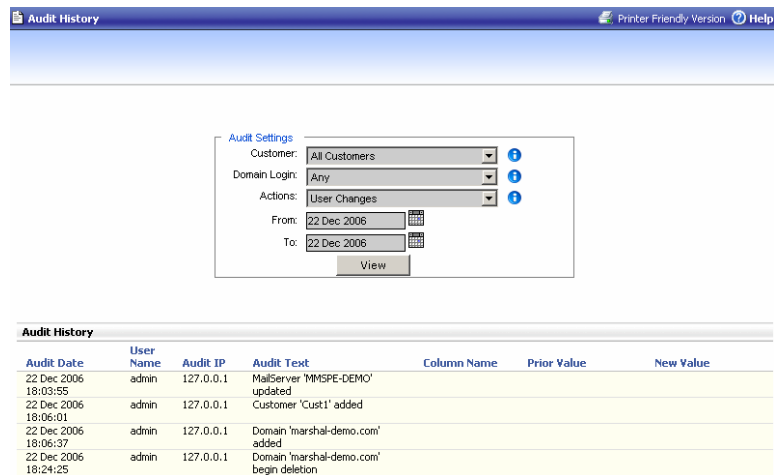 Audit History
Printer Friendly Version Help
Audit Settings
Customer: All Customers
Domain Login: Any
Actions: User Changes
From: 22 Dec 2006
To: 22 Dec 2006
View
Audit History
Audit Date User Name Audit IP Audit Text Column Name Prior Value New Value
22 Dec 2006 18:03:55 admin 127.0.0.1 MailServer 'MMSPE-DEMO' updated
22 Dec 2006 18:06:01 admin 127.0.0.1 Customer 'Cust1' added
22 Dec 2006 18:06:37 admin 127.0.0.1 Domain 'marshal-demo.com' added
22 Dec 2006 18:24:25 admin 127.0.0.1 Domain 'marshal-demo.com' begin deletion